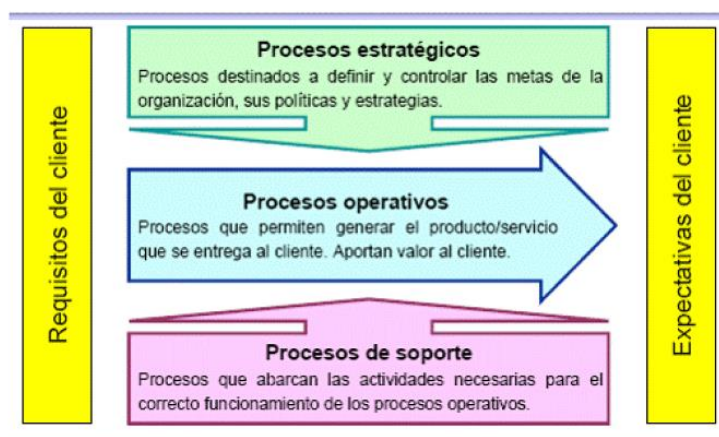 Requisitos del cliente
Procesos estratégicos
Procesos destinados a definir y controlar las metas de la
organización, sus políticas y estrategias.
Procesos operativos
Procesos que permiten generar el producto/servicio
que se entrega al cliente. Aportan valor al cliente.
Procesos de soporte
Procesos que abarcan las actividades necesarias para el
correcto funcionamiento de los procesos operativos.
Expectativas del cliente